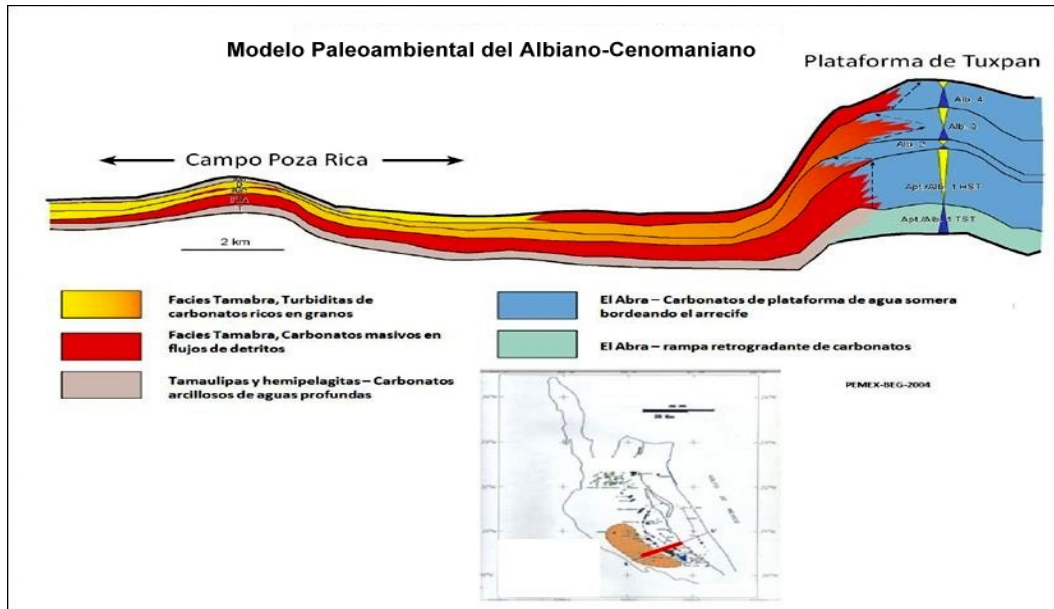 Modelo Paleoambiental del Albiano-Cenomaniano
Plataforma de Tuxpan
Campo Poza Rica
2 km
Alb. 4
Alb. 3
Alb. 2
Apt./Alb. 1 HST
Apt./Alb. 1 TST
Facies Tamabra, Turbiditas de
carbonatos ricos en granos
Facies Tamabra, Carbonatos masivos en
flujos de detritos
Tamaulipas y hemipelagitas – Carbonatos
arcillosos de aguas profundas
El Abra – Carbonatos de plataforma de agua somera
bordeando el arrecife
El Abra – rampa retrogradante de carbonatos
PEMEX-BEG-2004